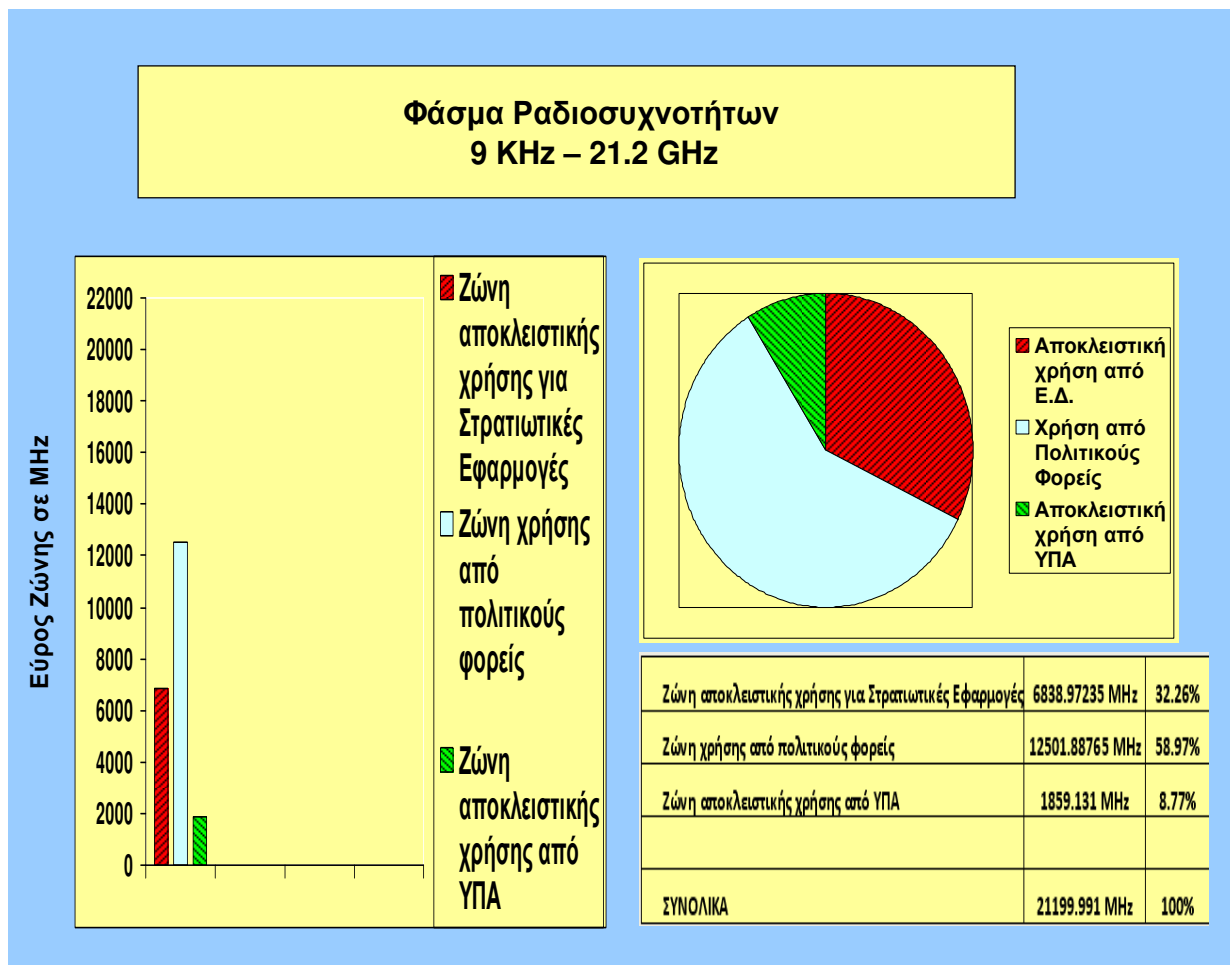 Φάσμα Ραδιοσυχνοτήτων
9 KHz – 21.2 GHz
Εύρος Ζώνης σε MHz
22000
20000
18000
16000
14000
12000
10000
8000
6000
4000
2000
0
Ζώνη
αποκλειστικής
χρήσης για
Στρατιωτικές
Εφαρμογές
Ζώνη χρήσης
από
πολιτικούς
φορείς
Ζώνη
αποκλειστικής
χρήσης από
ΥΠΑ
Αποκλειστική
χρήση από
Ε.Δ.
Χρήση από
Πολιτικούς
Φορείς
Αποκλειστική
χρήση από
ΥΠΑ
Ζώνη αποκλειστικής χρήσης για Στρατιωτικές Εφαρμογές 6838.97235 MHz 32.26%
Ζώνη χρήσης από πολιτικούς φορείς 12501.88765 MHz 58.97%
Ζώνη αποκλειστικής χρήσης από ΥΠΑ 1859.131 MHz 8.77%
ΣΥΝΟΛΙΚΑ 21199.991 MHz 100%